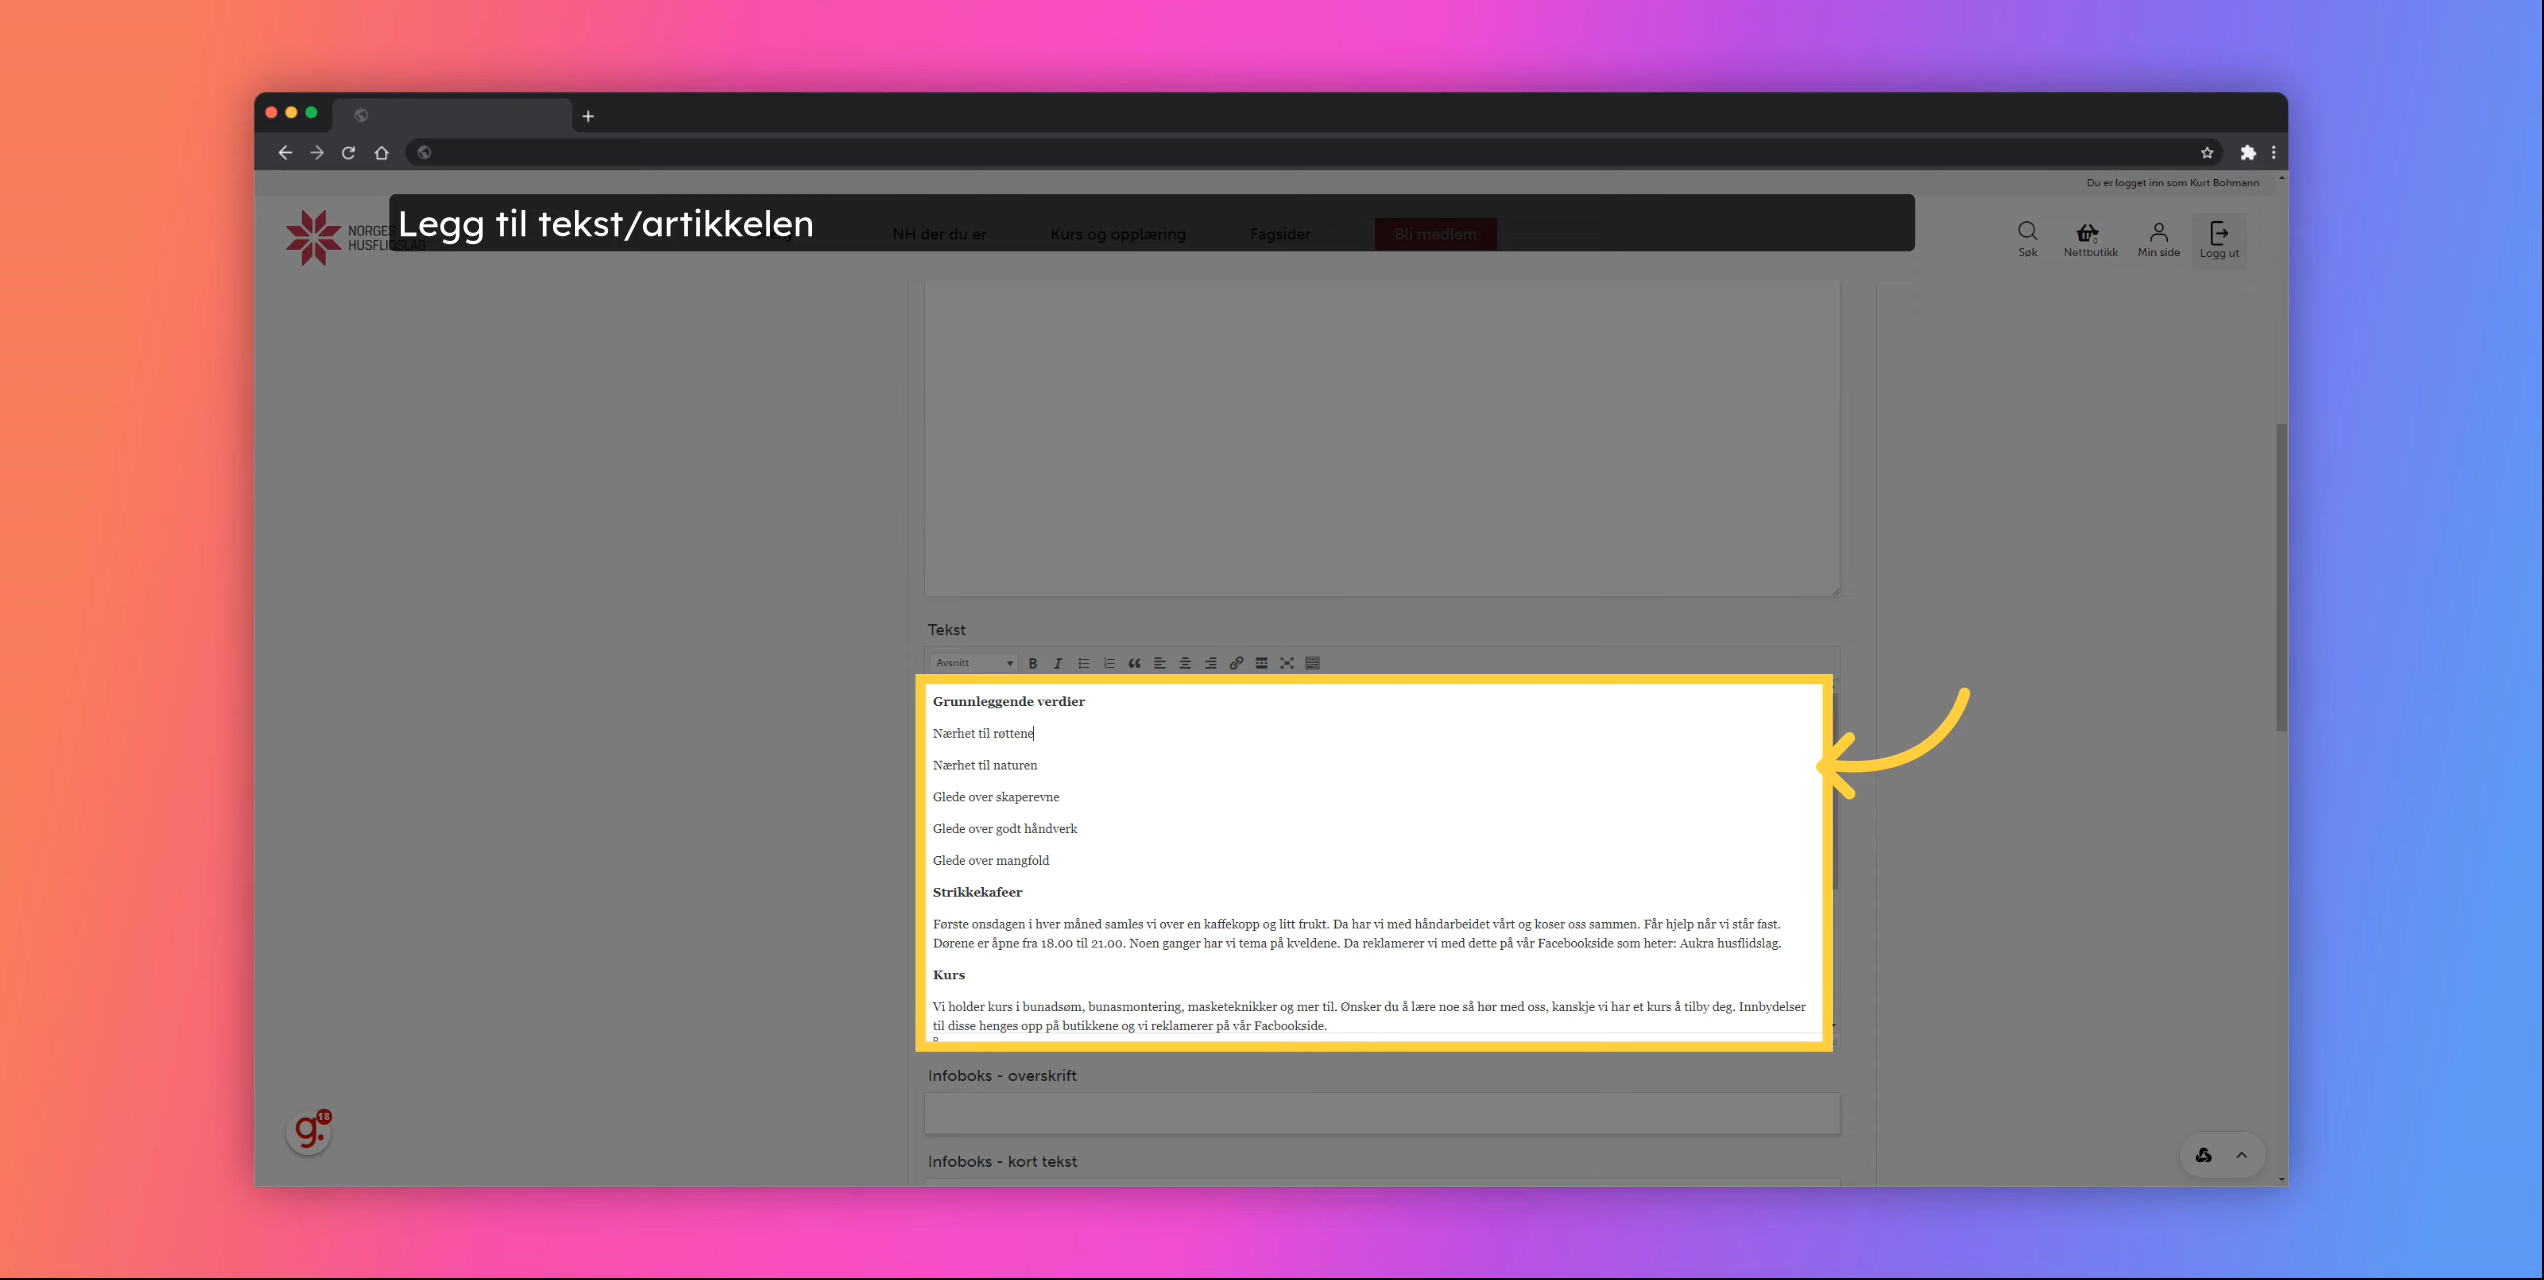 Du er logget inn som Kurt Bohmann
NORGES
HUSFLIDSLAG
Legg til tekst/artikkelen
NH der du er
Kurs og opplæring
Fagsider
Bli medlem
Søk
0
Nettbutikk
Min side
Logg ut
Tekst
Avsnitt
Grunnleggende verdier
Nærhet til røttene
Nærhet til naturen
Glede over skaperevne
Glede over godt håndverk
Glede over mangfold
Strikkekafeer
Første onsdagen i hver måned samles vi over en kaffekopp og litt frukt. Da har vi med håndarbeidet vårt og koser oss sammen. Får hjelp når vi står fast.
Dørene er åpne fra 18.00 til 21.00. Noen ganger har vi tema på kveldene. Da reklamerer vi med dette på vår Facebookside som heter: Aukra husflidslag.
Kurs
Vi holder kurs i bunadsøm, bunasmontering, masketeknikker og mer til. Ønsker du å lære noe så hør med oss, kanskje vi har et kurs å tilby deg. Innbydelser
til disse henges opp på butikkene og vi reklamerer på vår Facbookside.
Infoboks - overskrift
Infoboks - kort tekst
g.
18